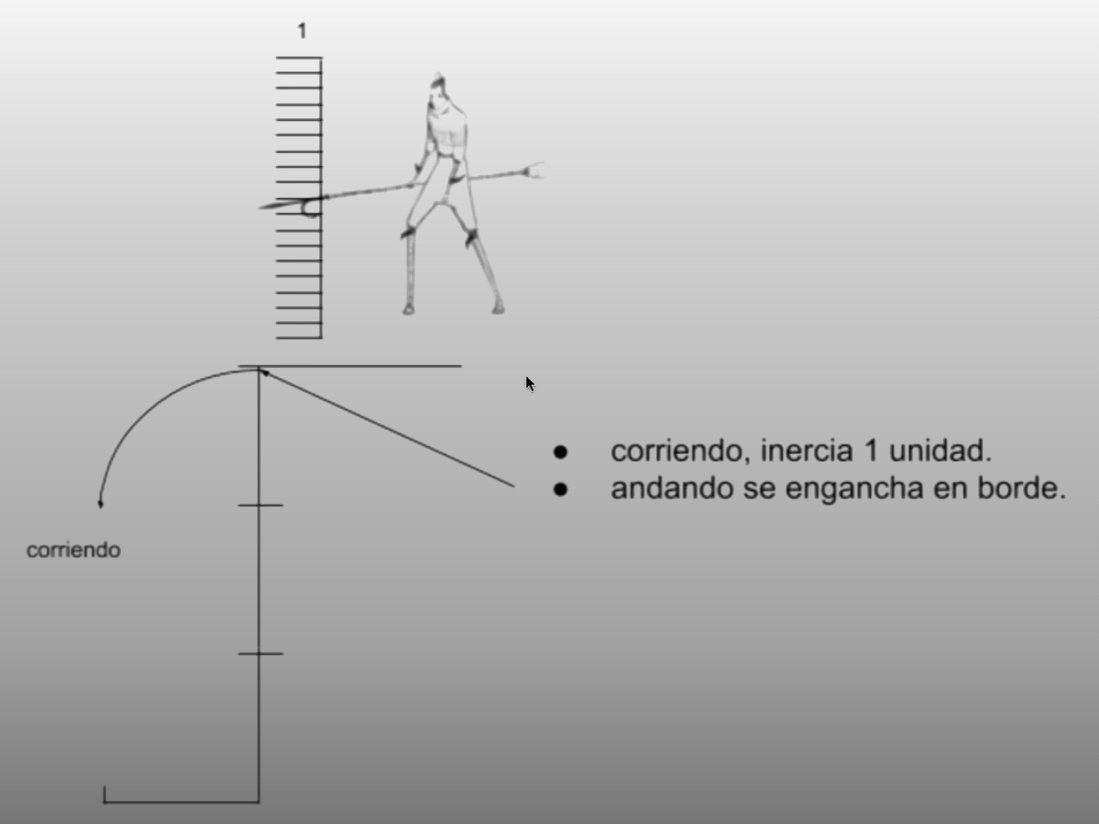 1
corriendo, inercia 1 unidad.
andando se engancha en borde.
corriendo